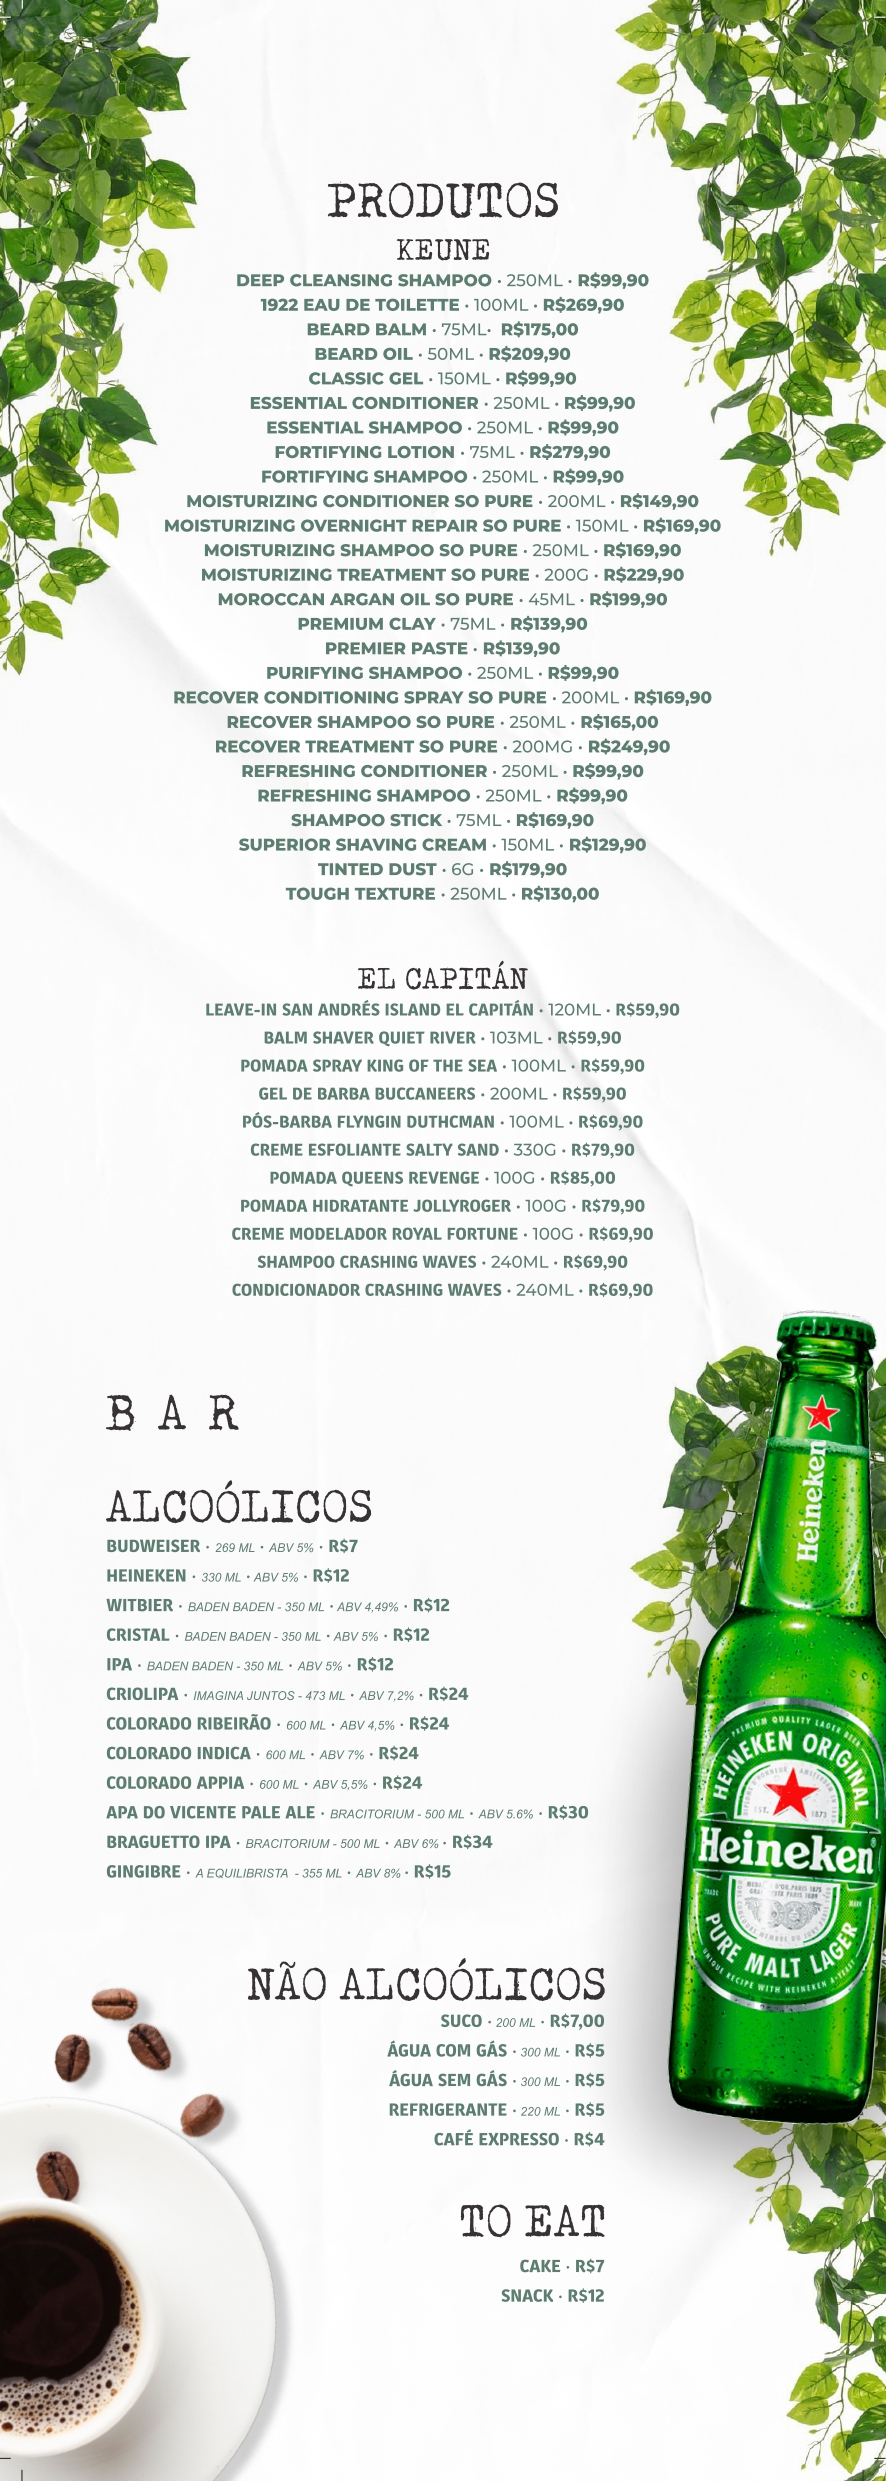 PRODUTOS
KEUNE
DEEP CLEANSING SHAMPOO · 250ML · R$99,90
1922 EAU DE TOILETTE · 100ML · R$269,90
BEARD BALM · 75ML· R$175,00
BEARD OIL · 50ML · R$209,90
CLASSIC GEL · 150ML · R$99,90
ESSENTIAL CONDITIONER · 250ML · R$99,90
ESSENTIAL SHAMPOO · 250ML · R$99,90
FORTIFYING LOTION · 75ML · R$279,90
FORTIFYING SHAMPOO · 250ML · R$99,90
MOISTURIZING CONDITIONER SO PURE · 200ML · R$149,90
MOISTURIZING OVERNIGHT REPAIR SO PURE · 150ML · R$169,90
MOISTURIZING SHAMPOO SO PURE · 250ML · R$169,90
MOISTURIZING TREATMENT SO PURE · 200G · R$229,90
MOROCCAN ARGAN OIL SO PURE · 45ML · R$199,90
PREMIUM CLAY · 75ML · R$139,90
PREMIER PASTE · R$139,90
PURIFYING SHAMPOO · 250ML · R$99,90
RECOVER CONDITIONING SPRAY SO PURE · 200ML · R$169,90
RECOVER SHAMPOO SO PURE · 250ML · R$165,00
RECOVER TREATMENT SO PURE · 200MG · R$249,90
REFRESHING CONDITIONER · 250ML · R$99,90
REFRESHING SHAMPOO · 250ML · R$99,90
SHAMPOO STICK · 75ML · R$169,90
SUPERIOR SHAVING CREAM · 150ML · R$129,90
TINTED DUST · 6G · R$179,90
TOUGH TEXTURE · 250ML · R$130,00
EL CAPITÁN
LEAVE-IN SAN ANDRÉS ISLAND EL CAPITÁN · 120ML · R$59,90
BALM SHAVER QUIET RIVER · 103ML · R$59,90
POMADA SPRAY KING OF THE SEA · 100ML · R$59,90
GEL DE BARBA BUCCANEERS · 200ML · R$59,90
PÓS-BARBA FLYNGIN DUTHCMAN · 100ML · R$69,90
CREME ESFOLIANTE SALTY SAND · 330G · R$79,90
POMADA QUEENS REVENGE · 100G · R$85,00
POMADA HIDRATANTE JOLLYROGER · 100G · R$79,90
CREME MODELADOR ROYAL FORTUNE · 100G · R$69,90
SHAMPOO CRASHING WAVES · 240ML · R$69,90
CONDICIONADOR CRASHING WAVES · 240ML · R$69,90
BAR
ALCOÓLICOS
BUDWEISER · 269 ML · ABV 5% · R$7
HEINEKEN · 330 ML · ABV 5% · R$12
WITBIER · BADEN BADEN - 350 ML · ABV 4,49% · R$12
CRISTAL · BADEN BADEN - 350 ML · ABV 5% · R$12
IPA · BADEN BADEN - 350 ML · ABV 5% · R$12
CRIOLIPA · IMAGINA JUNTOS - 473 ML · ABV 7,2% · R$24
COLORADO RIBEIRÃO · 600 ML · ABV 4,5% · R$24
COLORADO INDICA · 600 ML · ABV 7% · R$24
COLORADO APPIA · 600 ML · ABV 5,5% · R$24
APA DO VICENTE PALE ALE · BRACITORIUM - 500 ML · ABV 5.6% · R$30
BRAGUETTO IPA · BRACITORIUM - 500 ML · ABV 6% · R$34
GINGIBRE · A EQUILIBRISTA - 355 ML · ABV 8% · R$15
Heineken
PREMIUM QUALITY LAGER BEER
HEINEKEN ORIGINAL
EST. 1873
Heineken®
TRADE MARK
PURE MALT LAGER
UNIQUE RECIPE WITH HEINEKEN A-YEAST
NÃO ALCOÓLICOS
SUCO · 200 ML · R$7,00
ÁGUA COM GÁS · 300 ML · R$5
ÁGUA SEM GÁS · 300 ML · R$5
REFRIGERANTE · 220 ML · R$5
CAFÉ EXPRESSO · R$4
TO EAT
CAKE · R$7
SNACK · R$12